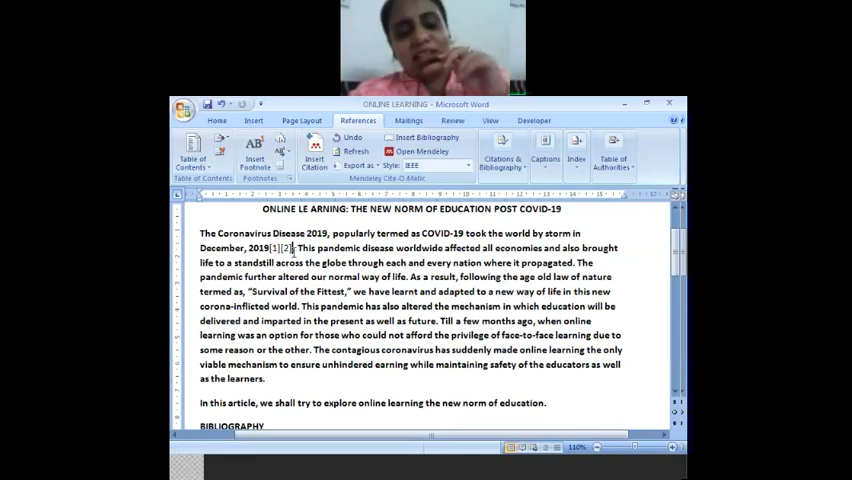 ONLINE LEARNING - Microsoft Word
Home Insert Page Layout References Mailings Review View Developer
Table of Contents
AB¹ Insert Footnote
Insert Citation
Undo
Refresh
Export as
Insert Bibliography
Open Mendeley
Style: IEEE
Citations & Bibliography
Captions
Index
Table of Authorities
Table of Contents Footnotes Mendeley Cite-O-Matic
ONLINE LE ARNING: THE NEW NORM OF EDUCATION POST COVID-19
The Coronavirus Disease 2019, popularly termed as COVID-19 took the world by storm in
December, 2019[1][2]. This pandemic disease worldwide affected all economies and also brought
life to a standstill across the globe through each and every nation where it propagated. The
pandemic further altered our normal way of life. As a result, following the age old law of nature
termed as, “Survival of the Fittest,” we have learnt and adapted to a new way of life in this new
corona-inflicted world. This pandemic has also altered the mechanism in which education will be
delivered and imparted in the present as well as future. Till a few months ago, when online
learning was an option for those who could not afford the privilege of face-to-face learning due to
some reason or the other. The contagious coronavirus has suddenly made online learning the only
viable mechanism to ensure unhindered earning while maintaining safety of the educators as well
as the learners.
In this article, we shall try to explore online learning the new norm of education.
BIBLIOGRAPHY
110%